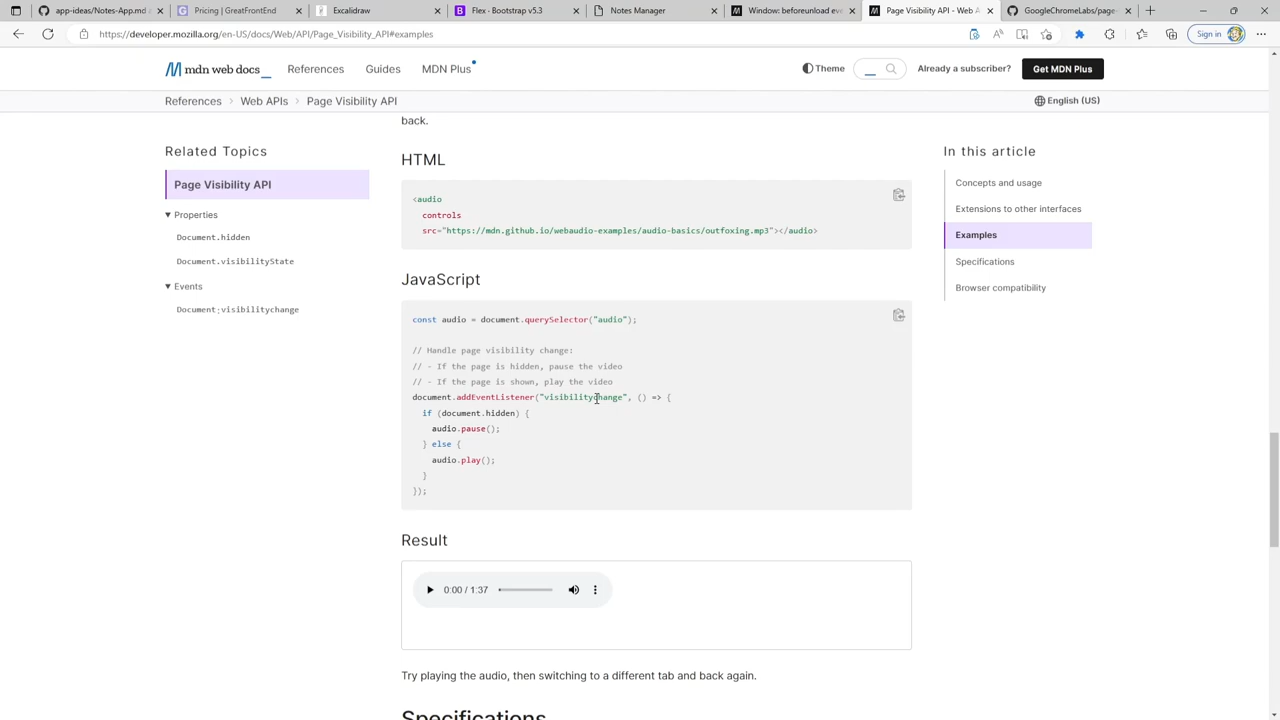 app-ideas/Notes-App.md
Pricing | GreatFrontEnd
Excalidraw
Flex · Bootstrap v5.3
Notes Manager
Window: beforeunload eve
Page Visibility API - Web A
GoogleChromeLabs/page-
https://developer.mozilla.org/en-US/docs/Web/API/Page_Visibility_API#examples
Sign in
mdn web docs_
References
Guides
MDN Plus
Theme
Already a subscriber?
Get MDN Plus
References > Web APIs > Page Visibility API
English (US)
back.
Related Topics
Page Visibility API
Properties
Document.hidden
Document.visibilityState
Events
Document:visibilitychange
HTML
<audio
controls
src="https://mdn.github.io/webaudio-examples/audio-basics/outfoxing.mp3"></audio>
JavaScript
const audio = document.querySelector("audio");
// Handle page visibility change:
// - If the page is hidden, pause the video
// - If the page is shown, play the video
document.addEventListener("visibilitychange", () => {
if (document.hidden) {
audio.pause();
} else {
audio.play();
}
});
Result
0:00 / 1:37
Try playing the audio, then switching to a different tab and back again.
Specifications
In this article
Concepts and usage
Extensions to other interfaces
Examples
Specifications
Browser compatibility